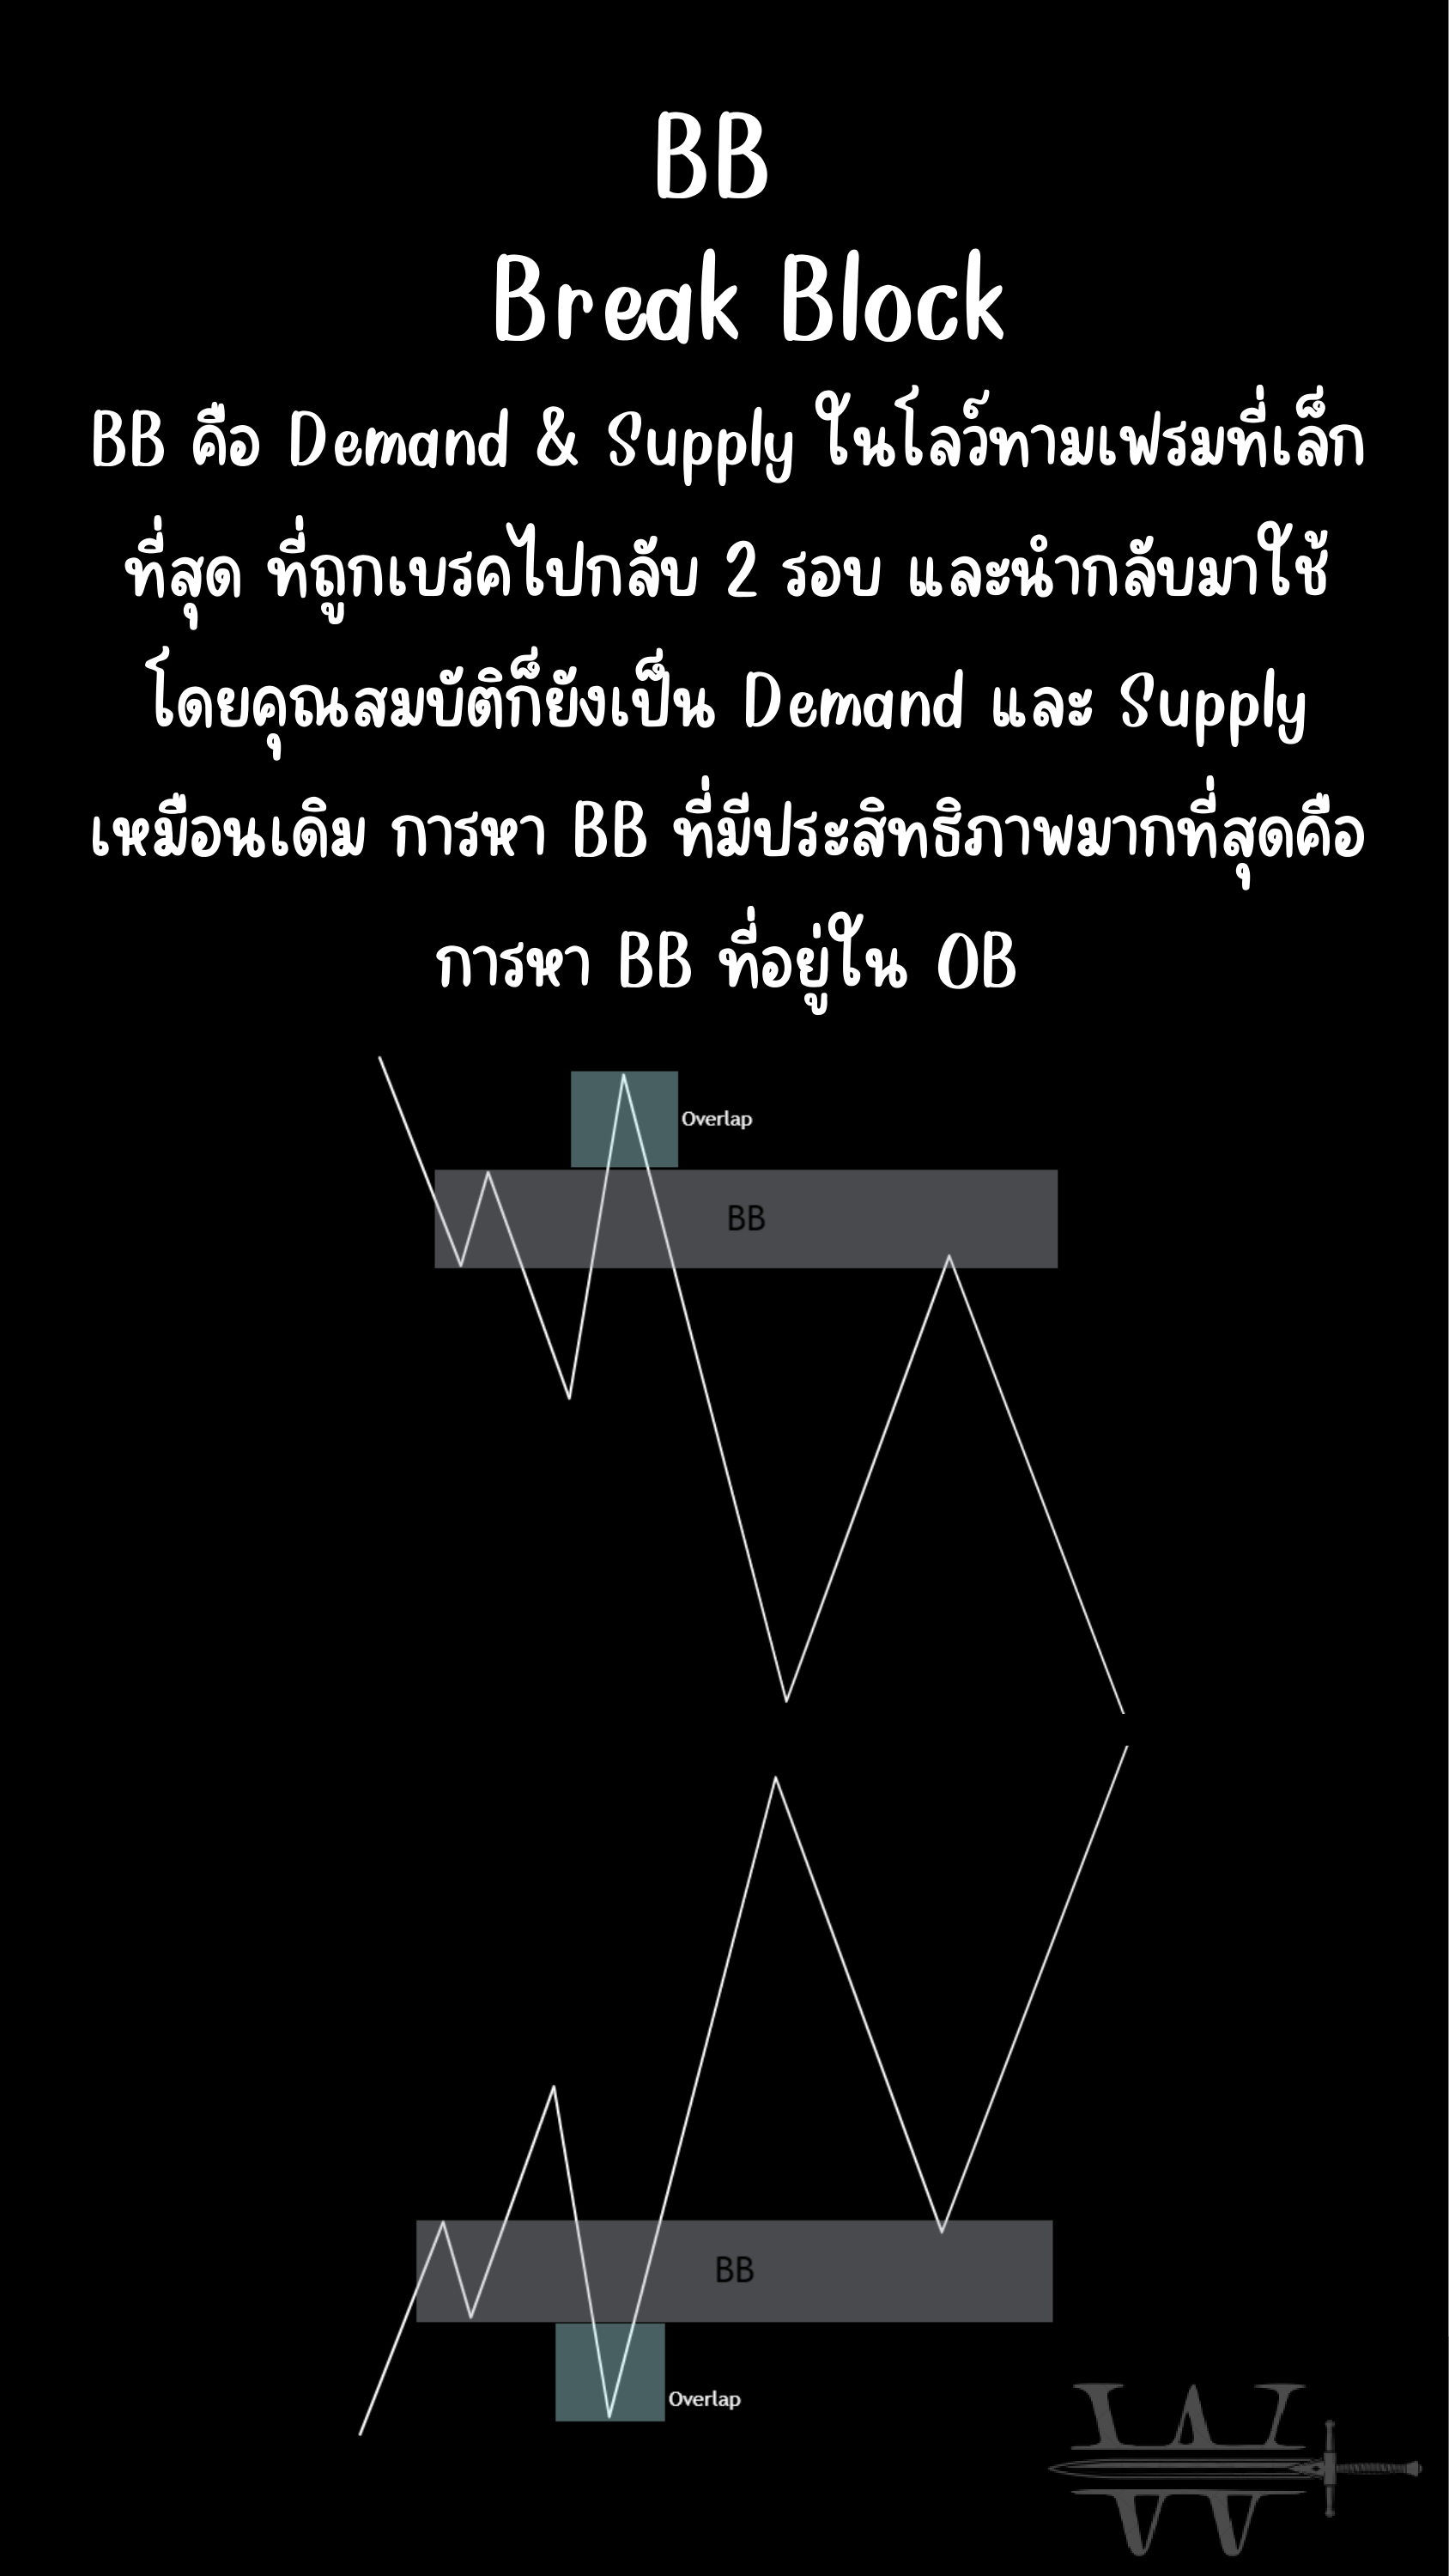 BB
Break Block
BB คือ Demand & Supply ในโลว์ทามเฟรมที่เล็ก
ที่สุด ที่ถูกเบรคไปกลับ 2 รอบ และนำกลับมาใช้
โดยคุณสมบัติก็ยังเป็น Demand และ Supply
เหมือนเดิม การหา BB ที่มีประสิทธิภาพมากที่สุดคือ
การหา BB ที่อยู่ใน OB
Overlap
BB
BB
Overlap
W